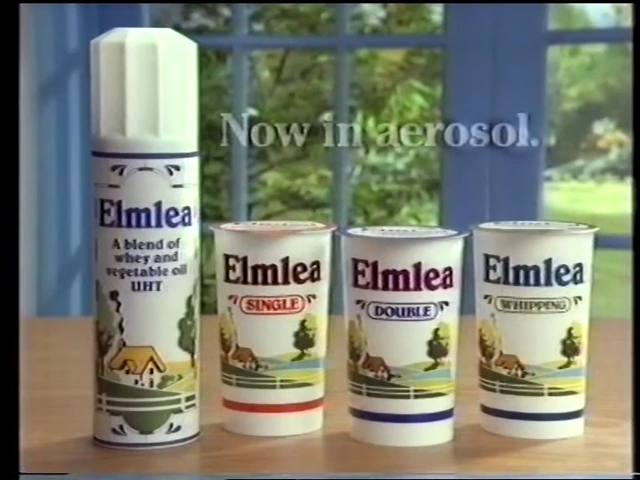 Now in aerosol.
Elmlea
A blend of
whey and
vegetable oil
UHT
Elmlea
SINGLE
Elmlea
DOUBLE
Elmlea
WHIPPING